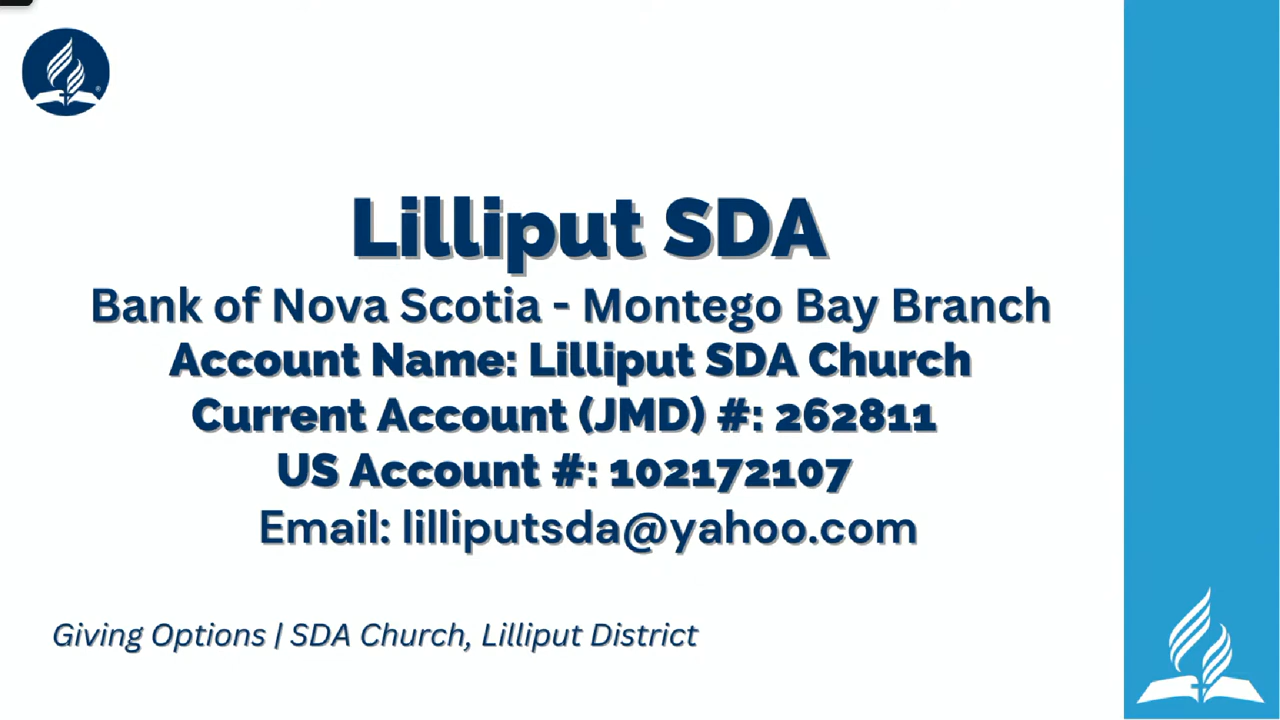 Lilliput SDA
Bank of Nova Scotia - Montego Bay Branch
Account Name: Lilliput SDA Church
Current Account (JMD) #: 262811
US Account #: 102172107
Email: lilliputsda@yahoo.com
Giving Options | SDA Church, Lilliput District